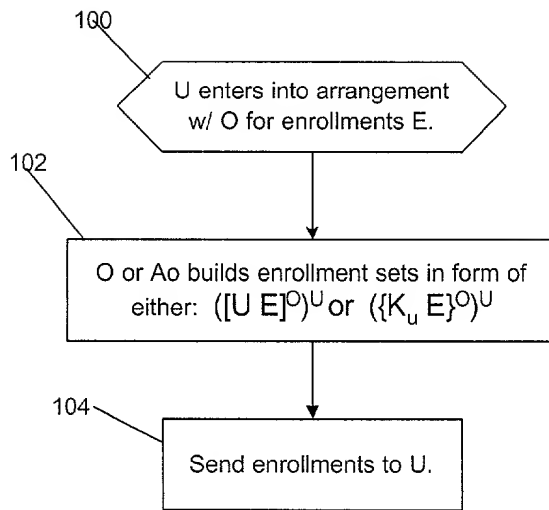 100
U enters into arrangement
w/ O for enrollments E.
102
O or Ao builds enrollment sets in form of
either: ([U E]^O)^U or ({K_u E}^O)^U
104
Send enrollments to U.